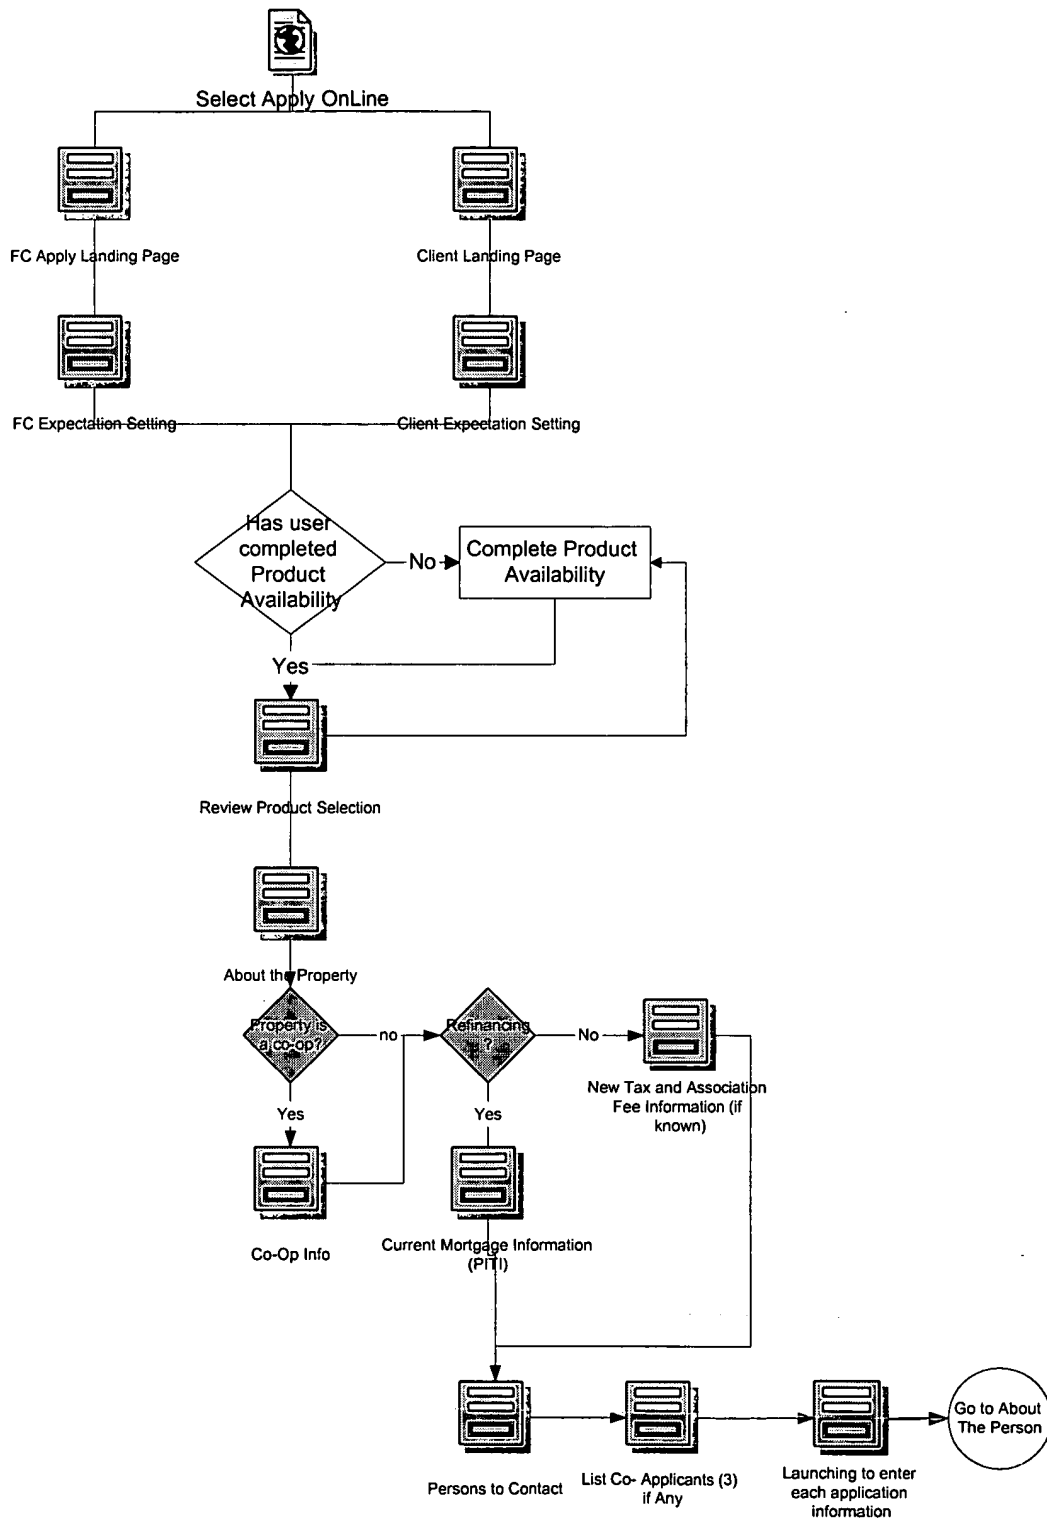 Select Apply OnLine
FC Apply Landing Page
Client Landing Page
FC Expectation Setting
Client Expectation Setting
Has user
completed
Product
Availability
No
Complete Product
Availability
Yes
Review Product Selection
About the Property
Property is
a co-op?
no
Refinancing
?
No
New Tax and Association
Fee Information (if
known)
Yes
Yes
Co-Op Info
Current Mortgage Information
(PITI)
Persons to Contact
List Co- Applicants (3)
if Any
Launching to enter
each application
information
Go to About
The Person